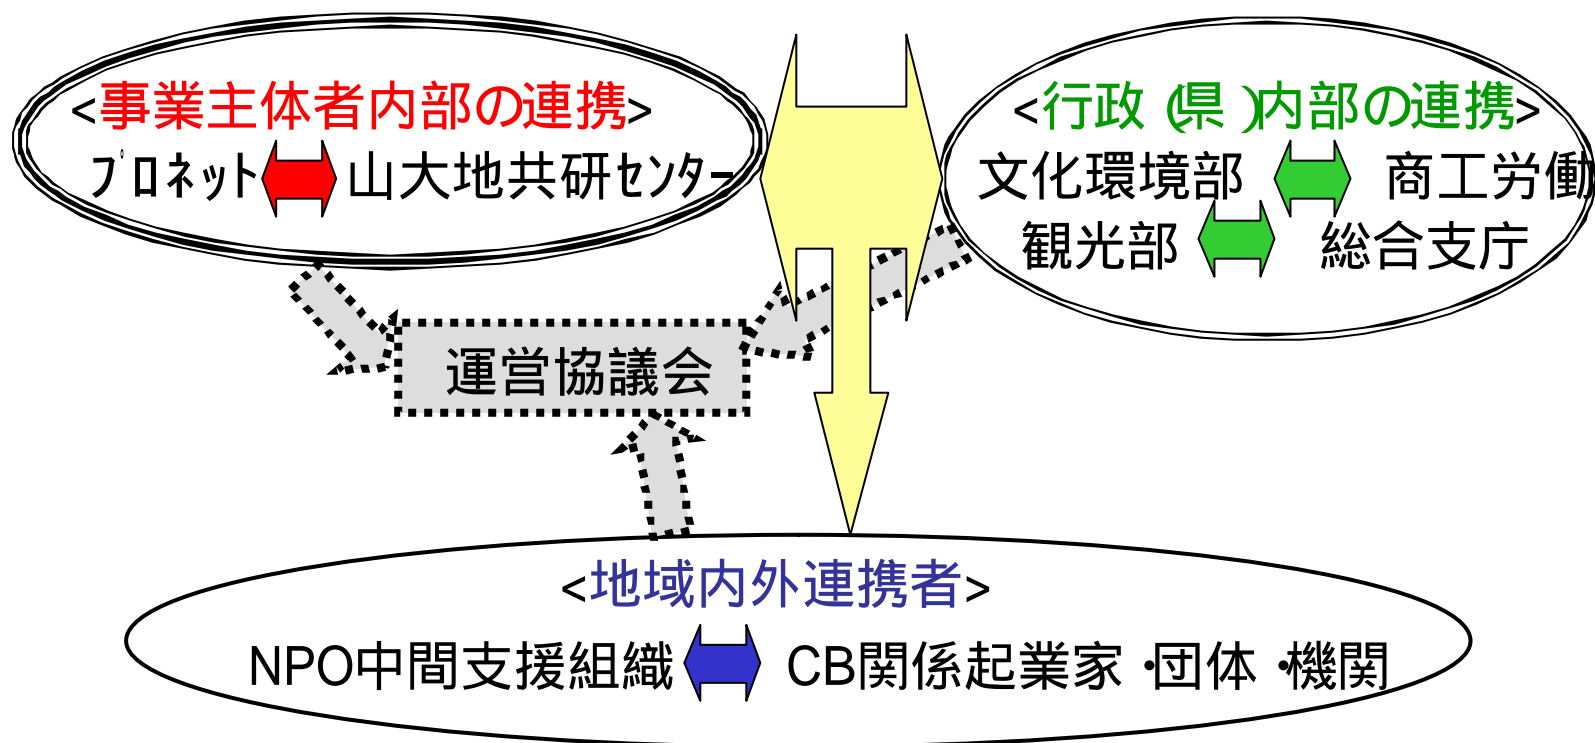 <事業主体者内部の連携>
プロネット 山大地共研センター
<行政(県)内部の連携>
文化環境部 商工労働
観光部 総合支庁
運営協議会
<地域内外連携者>
NPO中間支援組織 CB関係起業家・団体・機関